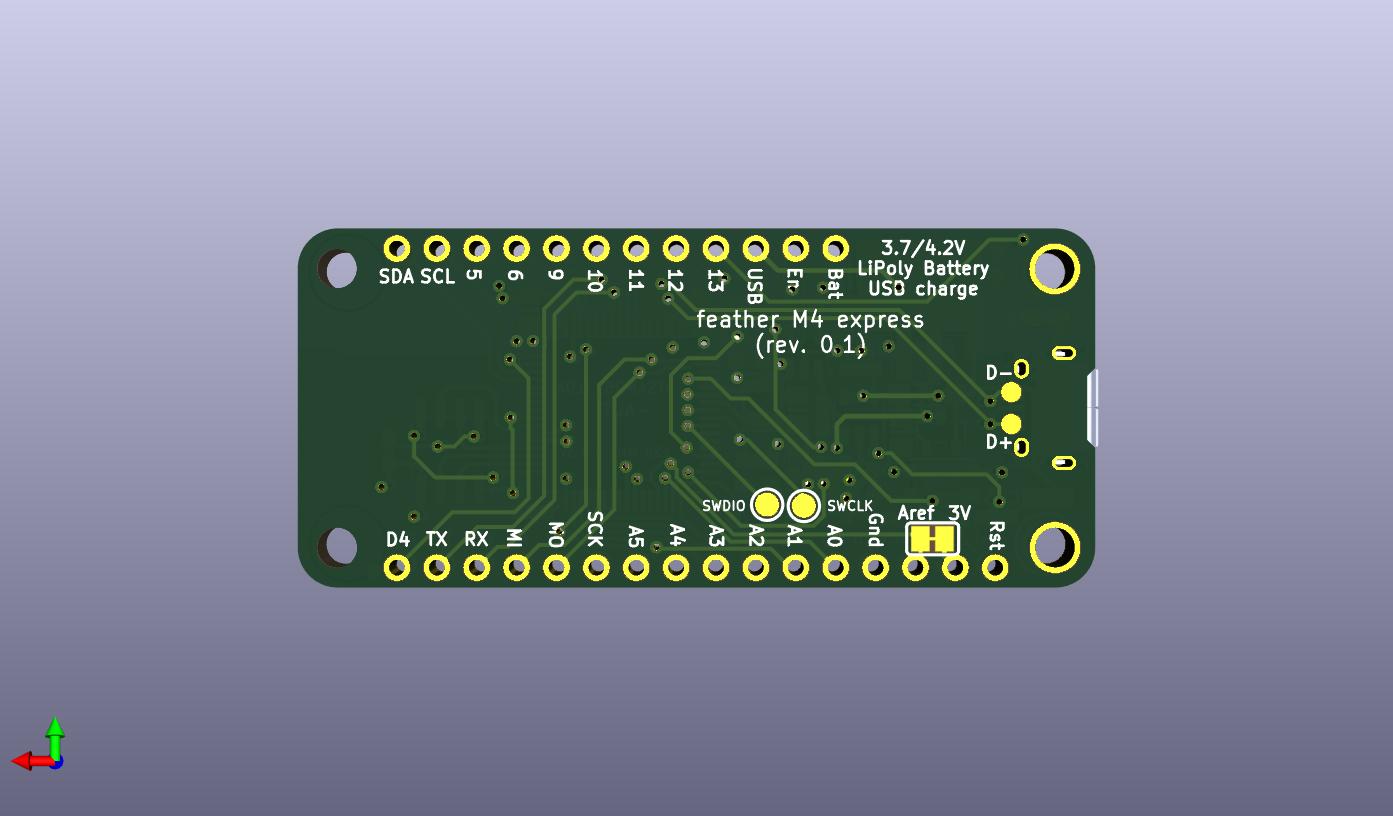 3.7/4.2V
LiPoly Battery
USB charge
SDA SCL 5 6 9 10 11 12 13 USB En Bat
feather M4 express
(rev. 0.1)
D-
D+
SWDIO SWCLK
Aref 3V
D4 TX RX MI MO SCK A5 A4 A3 A2 A1 A0 Gnd Rst